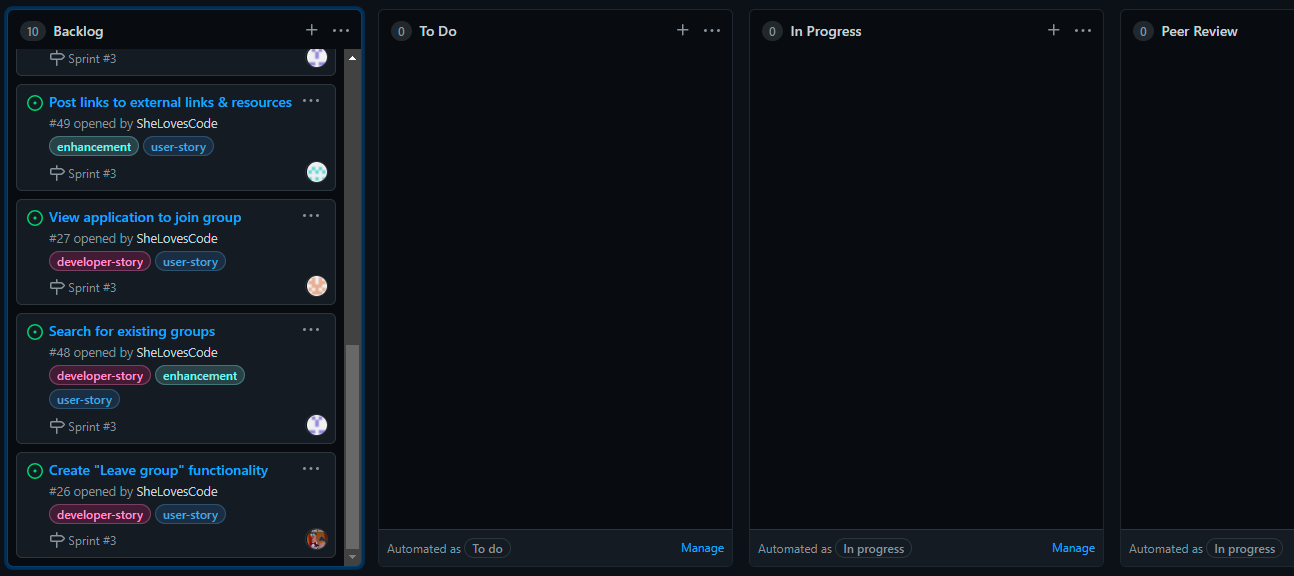 10 Backlog
Sprint #3
Post links to external links & resources
#49 opened by SheLovesCode
enhancement user-story
Sprint #3
View application to join group
#27 opened by SheLovesCode
developer-story user-story
Sprint #3
Search for existing groups
#48 opened by SheLovesCode
developer-story enhancement
user-story
Sprint #3
Create "Leave group" functionality
#26 opened by SheLovesCode
developer-story user-story
Sprint #3
0 To Do
Automated as To do Manage
0 In Progress
Automated as In progress Manage
0 Peer Review
Automated as In progress